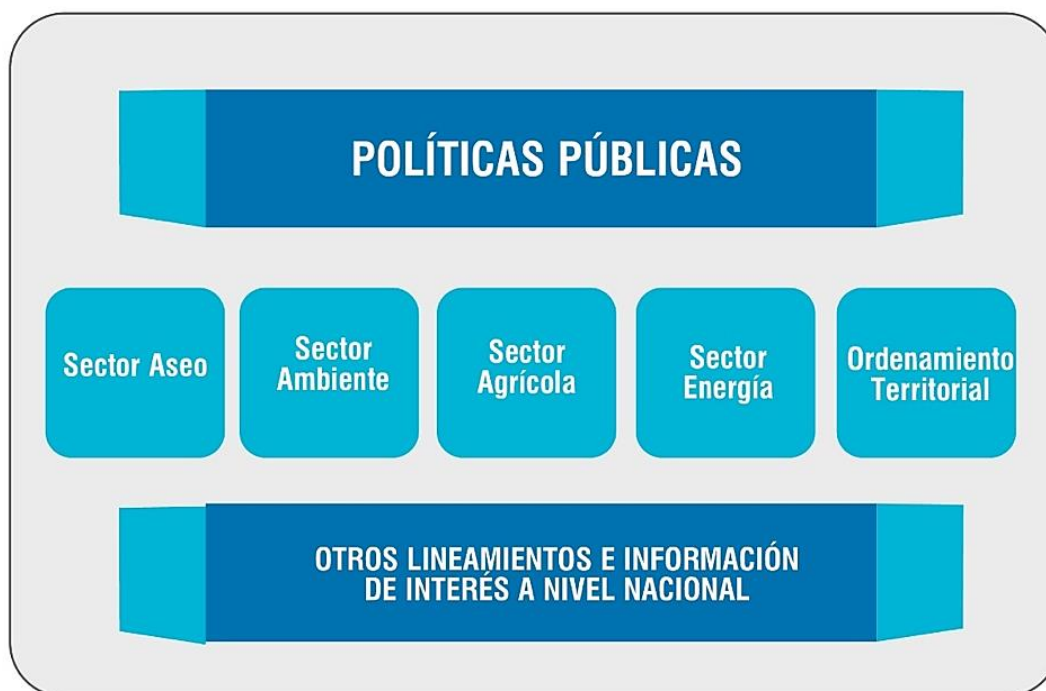 POLÍTICAS PÚBLICAS
Sector Aseo
Sector
Ambiente
Sector
Agrícola
Sector
Energía
Ordenamiento
Territorial
OTROS LINEAMIENTOS E INFORMACIÓN
DE INTERÉS A NIVEL NACIONAL